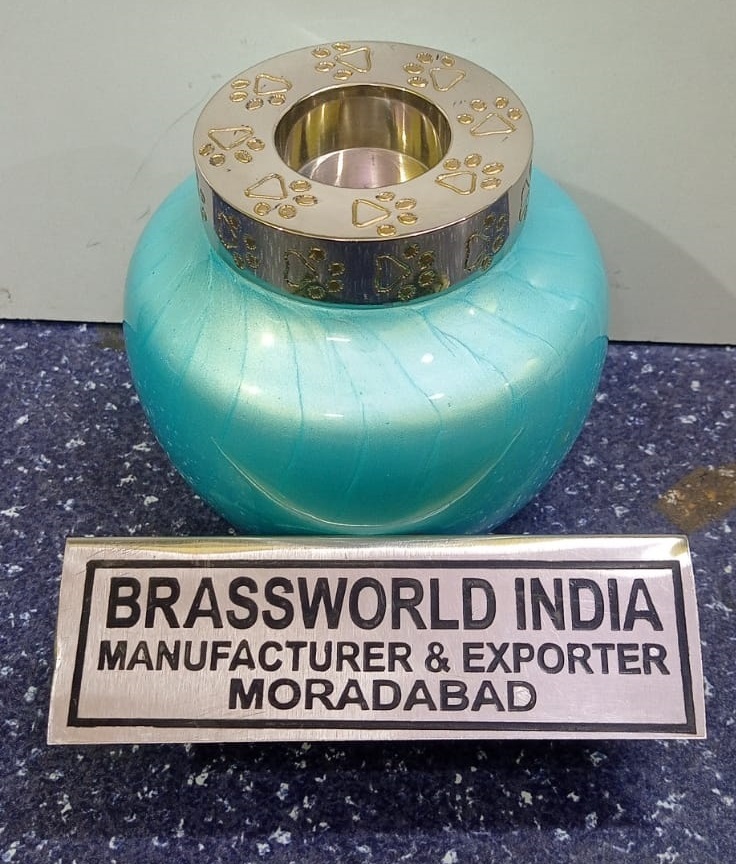 BRASSWORLD INDIA
MANUFACTURER & EXPORTER
MORADABAD